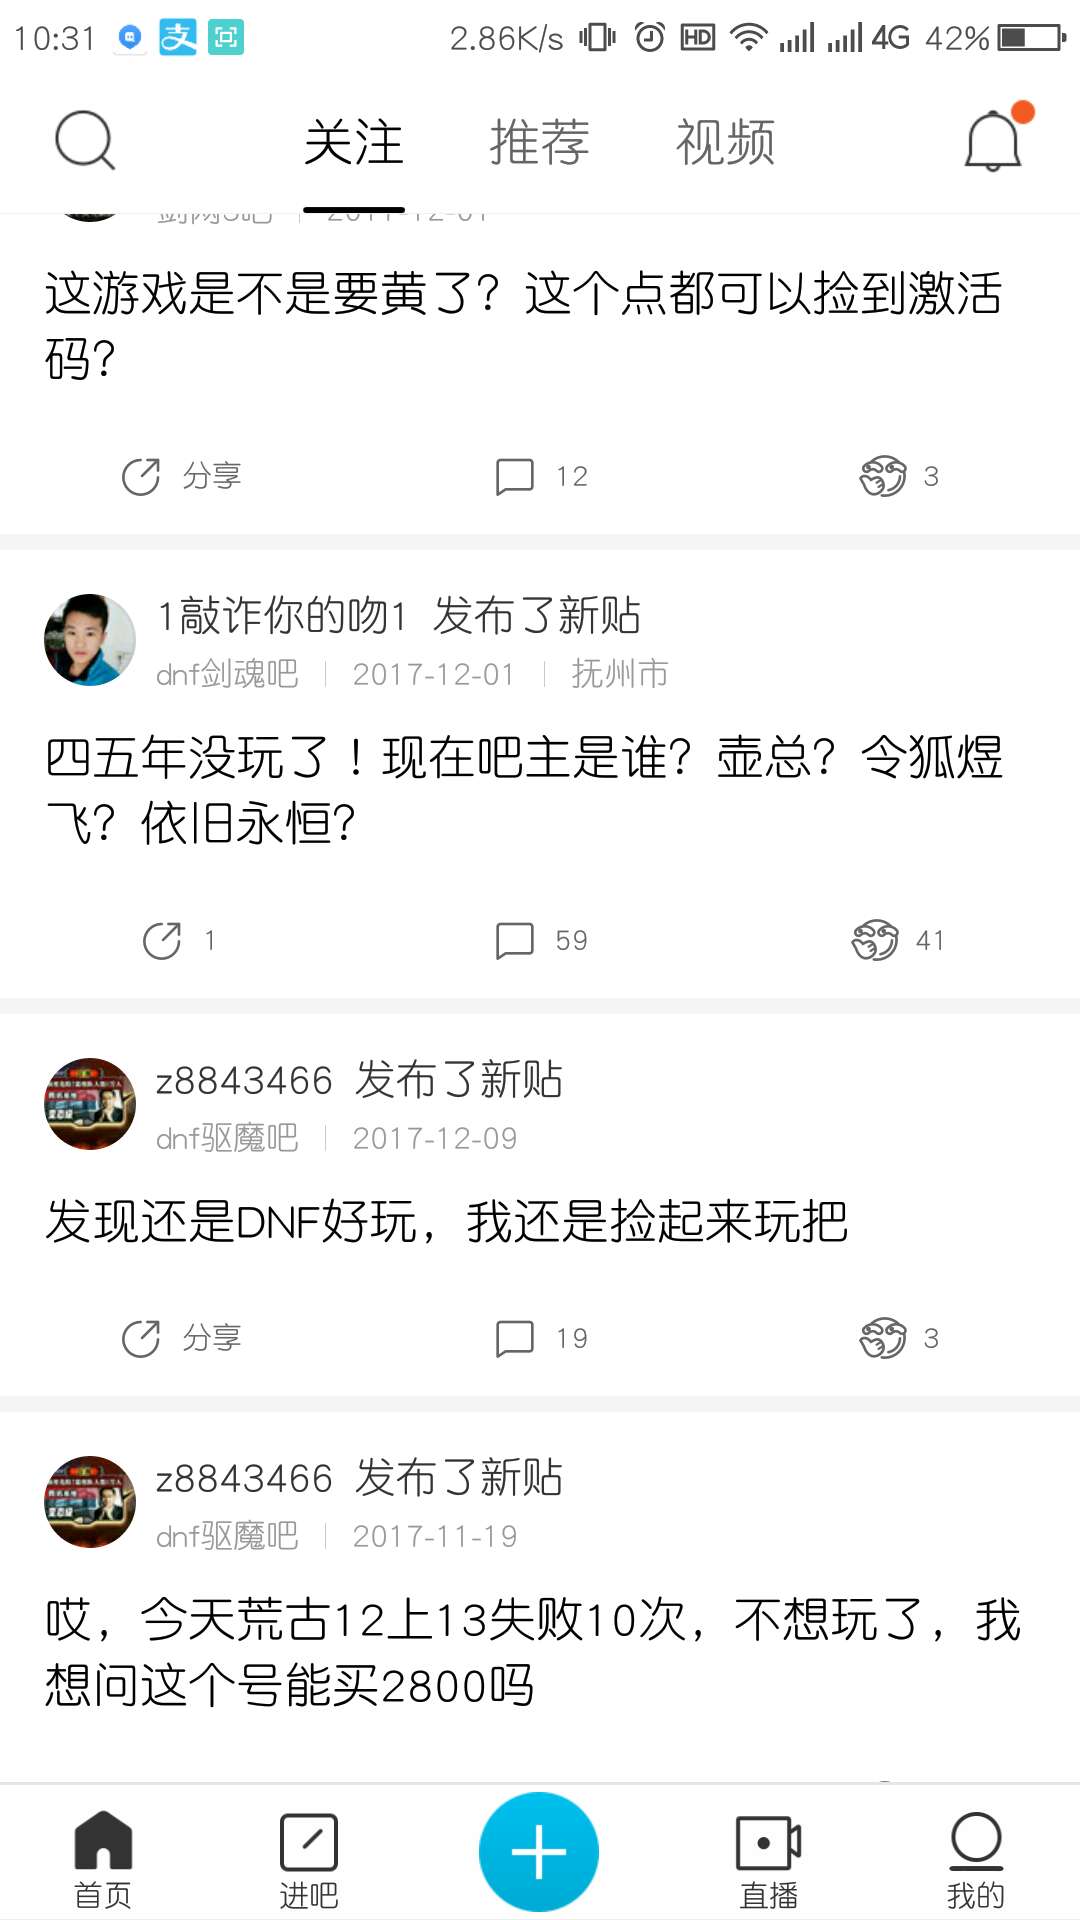 10:31 2.86K/s HD 4G 42%
关注 推荐 视频
剑网3吧 2017-12-01
这游戏是不是要黄了？这个点都可以捡到激活
码？
分享 12 3
1敲诈你的吻1 发布了新贴
dnf剑魂吧 2017-12-01 抚州市
四五年没玩了！现在吧主是谁？壶总？令狐煜
飞？依旧永恒？
1 59 41
z8843466 发布了新贴
dnf驱魔吧 2017-12-09
发现还是DNF好玩，我还是捡起来玩把
分享 19 3
z8843466 发布了新贴
dnf驱魔吧 2017-11-19
哎，今天荒古12上13失败10次，不想玩了，我
想问这个号能买2800吗
首页 进吧 直播 我的